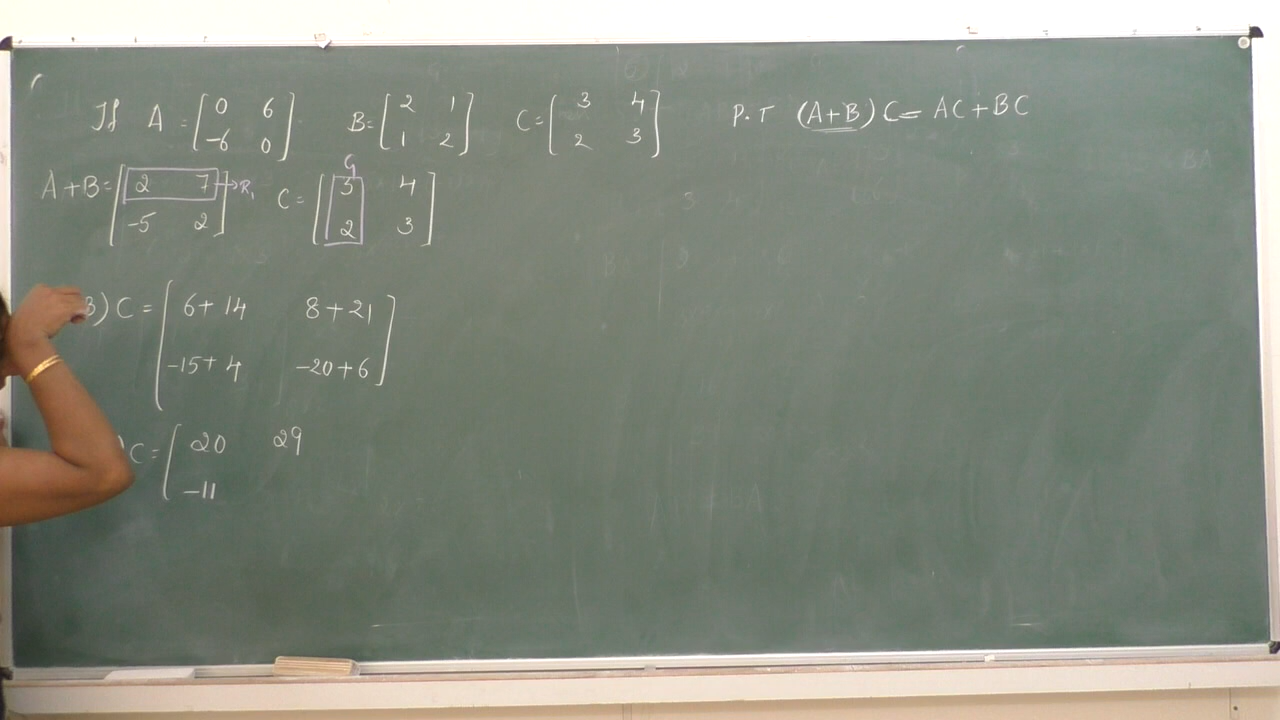 If A = [0 6 -6 0] B = [2 1 1 2] C = [3 4 2 3] P.T (A+B) C = AC + BC
A+B = [2 7 -5 2] → R1 C1 C = [3 4 2 3]
B) C = [6+14 8+21 -15+4 -20+6]
) C = [20 29
-11